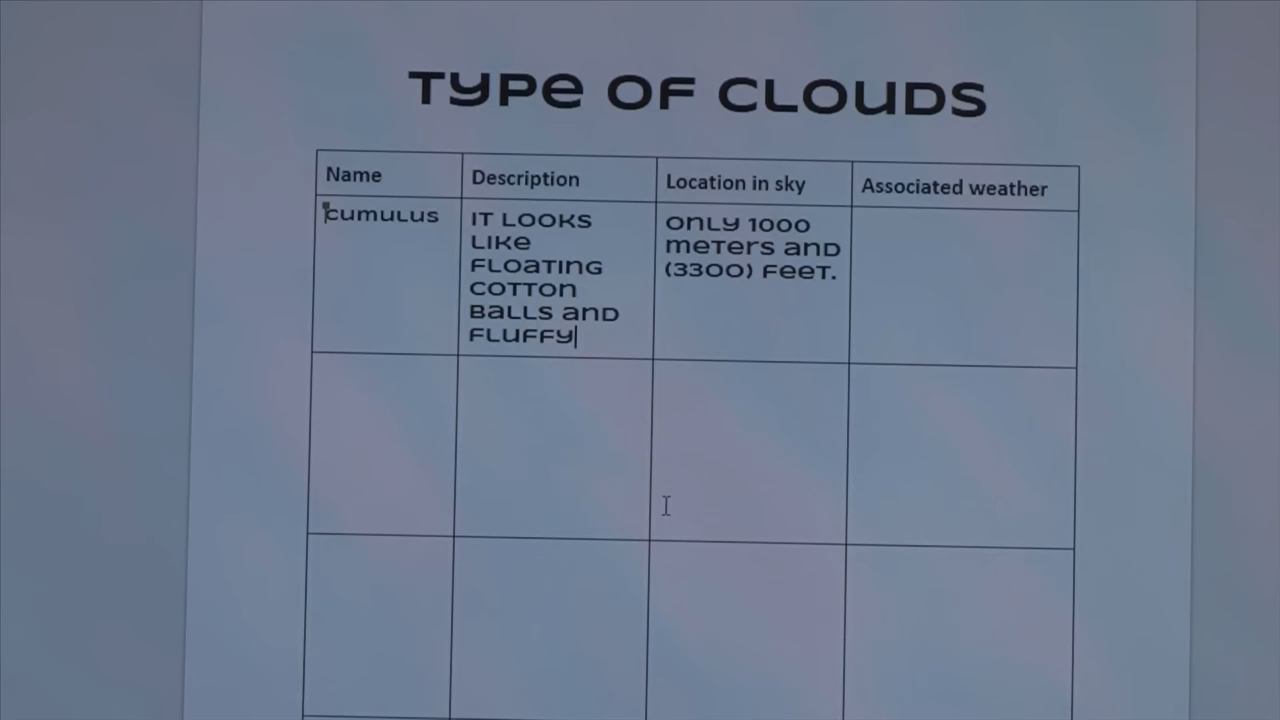 Type of Clouds
Name Description Location in sky Associated weather
cumulus
It looks
like
floating
cotton
balls and
fluffy
only 1000
meters and
(3300) feet.